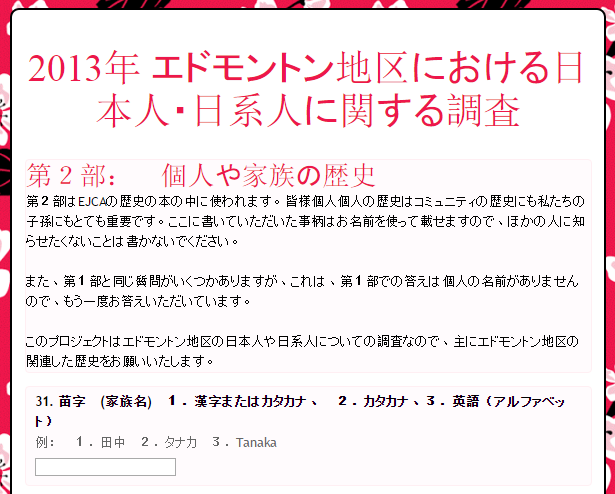 2013年 エドモントン地区における日
本人・日系人に関する調査
第２部：　個人や家族の歴史
第２部はEJCAの歴史の本の中に使われます。皆様個人個人の歴史はコミュニティの歴史にも私たちの
子孫にもとても重要です。ここに書いていただいた事柄はお名前を使って載せますので、ほかの人に知
らせたくないことは書かないでください。
また、第１部と同じ質問がいくつかありますが、これは、第１部での答えは個人の名前がありません
ので、もう一度お答えいただいています。
このプロジェクトはエドモントン地区の日本人や日系人についての調査なので、主にエドモントン地区の
関連した歴史をお願いいたします。
31. 苗字　(家族名)　１．漢字またはカタカナ、　２．カタカナ、３．英語（アルファベッ
ト）
例：　１．田中　２．タナカ　３．Tanaka